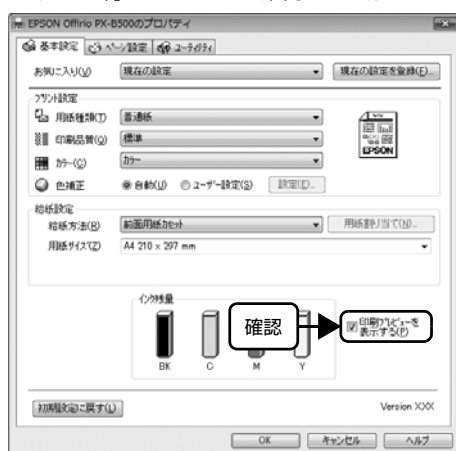 EPSON Offirio PX-B500のプロパティ
基本設定 ページ設定 ユーティリティ
お気に入り(V) 現在の設定 現在の設定を登録(F)...
プリント設定
用紙種類(T) 普通紙
印刷品質(Q) 標準
カラー(C) カラー
EPSON
色補正 自動(U) ユーザー設定(S) 設定(E)...
給紙設定
給紙方法(R) 前面用紙カセット 用紙割り当て(N)...
用紙サイズ(Z) A4 210 x 297 mm
インク残量
確認 印刷プレビューを
表示する(P)
BK C M Y
初期設定に戻す(L) Version XXX
OK キャンセル ヘルプ